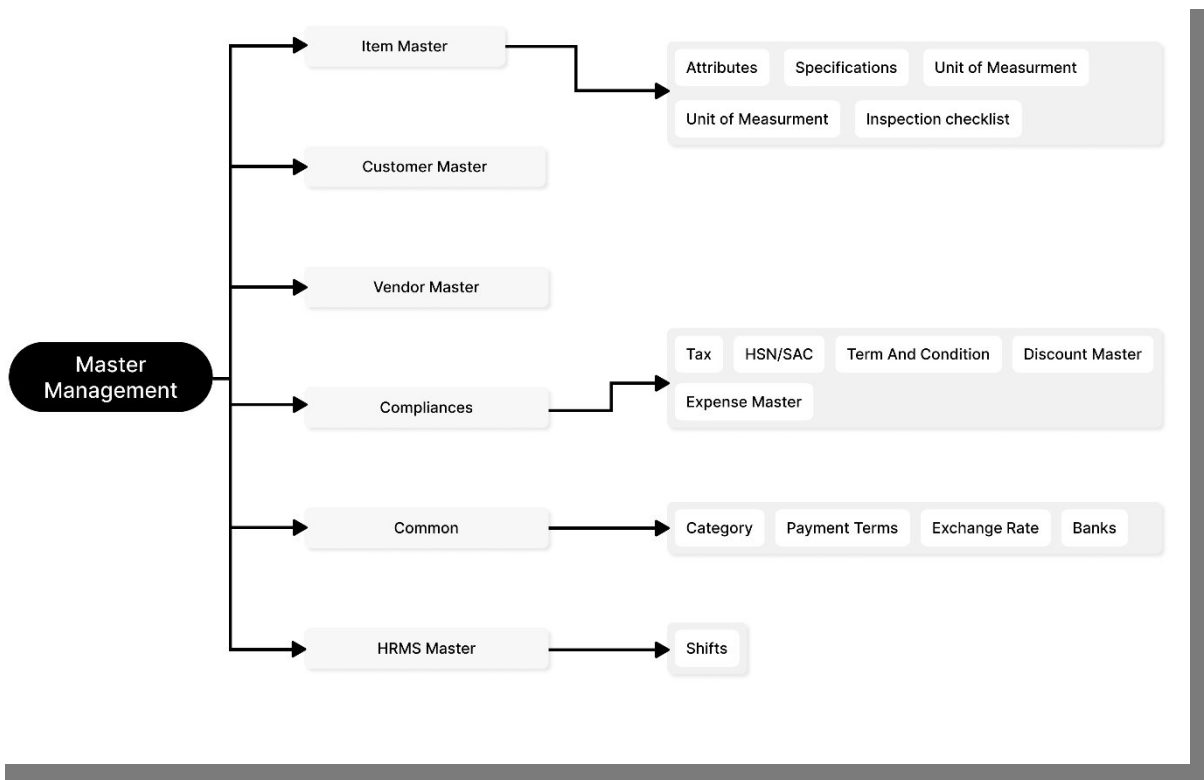 Item Master
Attributes
Specifications
Unit of Measurment
Unit of Measurment
Inspection checklist
Customer Master
Vendor Master
Master
Management
Compliances
Tax
HSN/SAC
Term And Condition
Discount Master
Expense Master
Common
Category
Payment Terms
Exchange Rate
Banks
HRMS Master
Shifts